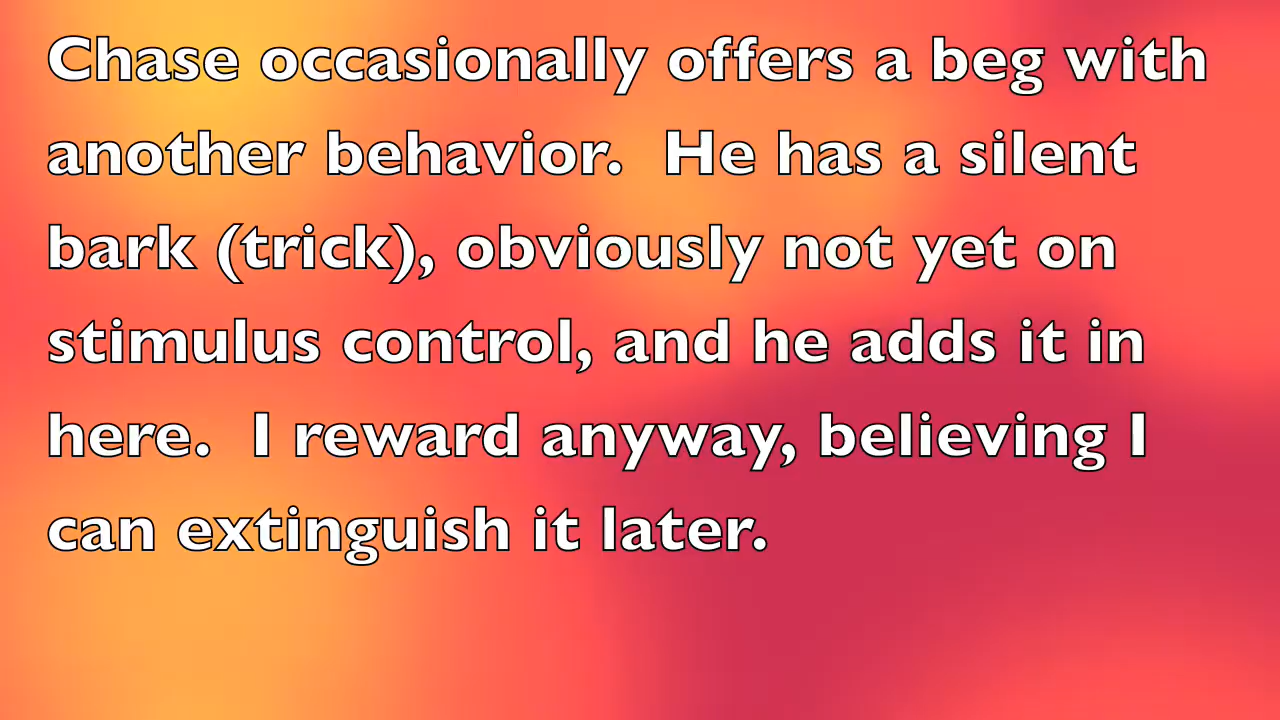 Chase occasionally offers a beg with
another behavior.  He has a silent
bark (trick), obviously not yet on
stimulus control, and he adds it in
here.  I reward anyway, believing I
can extinguish it later.